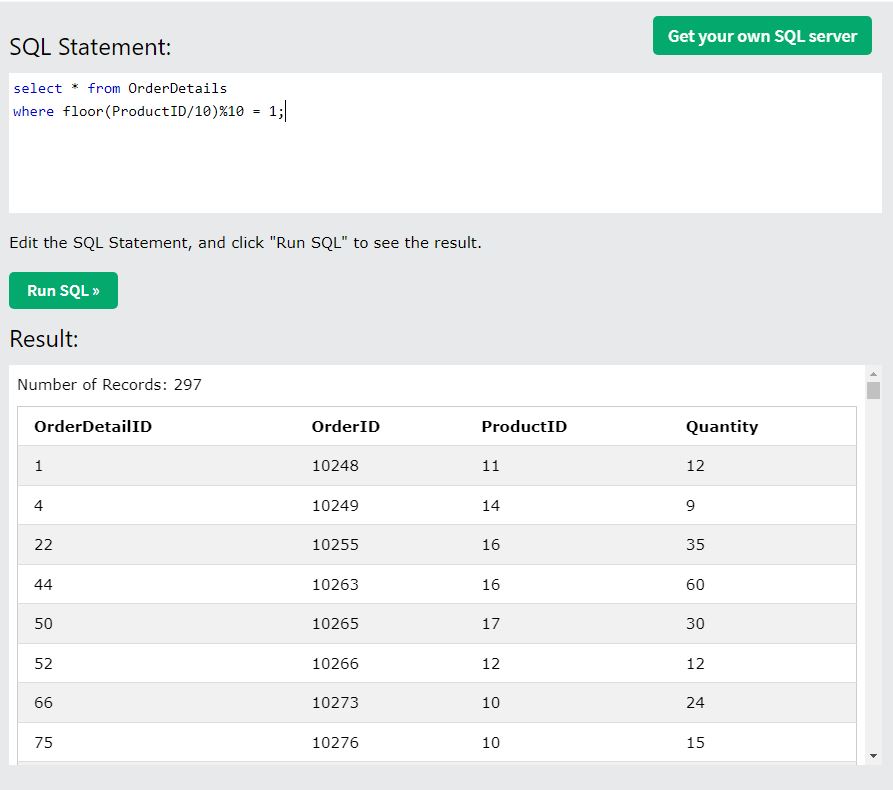 SQL Statement:
Get your own SQL server
select * from OrderDetails
where floor(ProductID/10)%10 = 1;
Edit the SQL Statement, and click "Run SQL" to see the result.
Run SQL »
Result:
Number of Records: 297
OrderDetailID OrderID ProductID Quantity
1 10248 11 12
4 10249 14 9
22 10255 16 35
44 10263 16 60
50 10265 17 30
52 10266 12 12
66 10273 10 24
75 10276 10 15